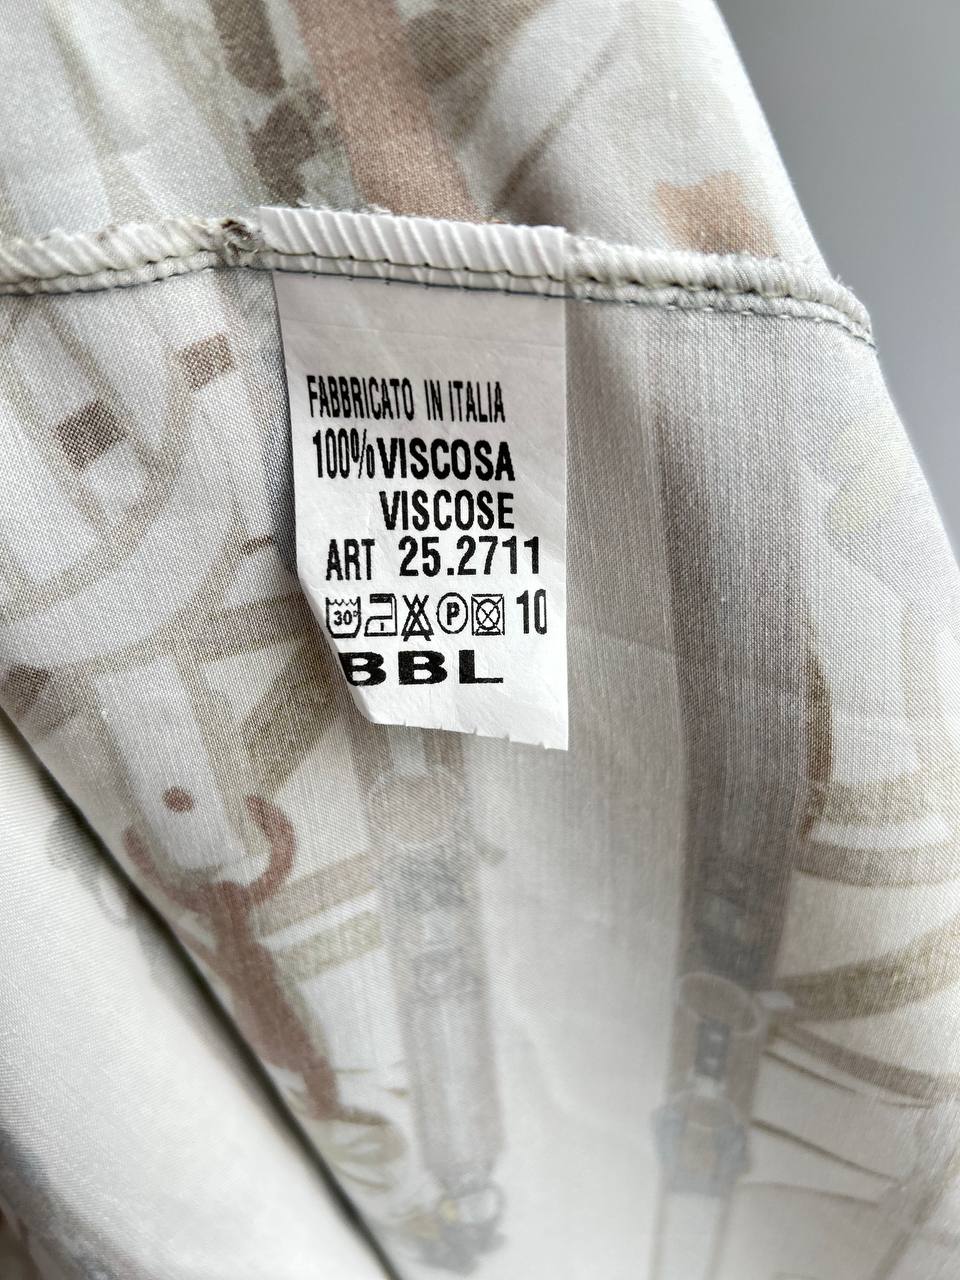 FABBRICATO IN ITALIA
100% VISCOSA
VISCOSE
ART 25.2711
30° P 10
BBL